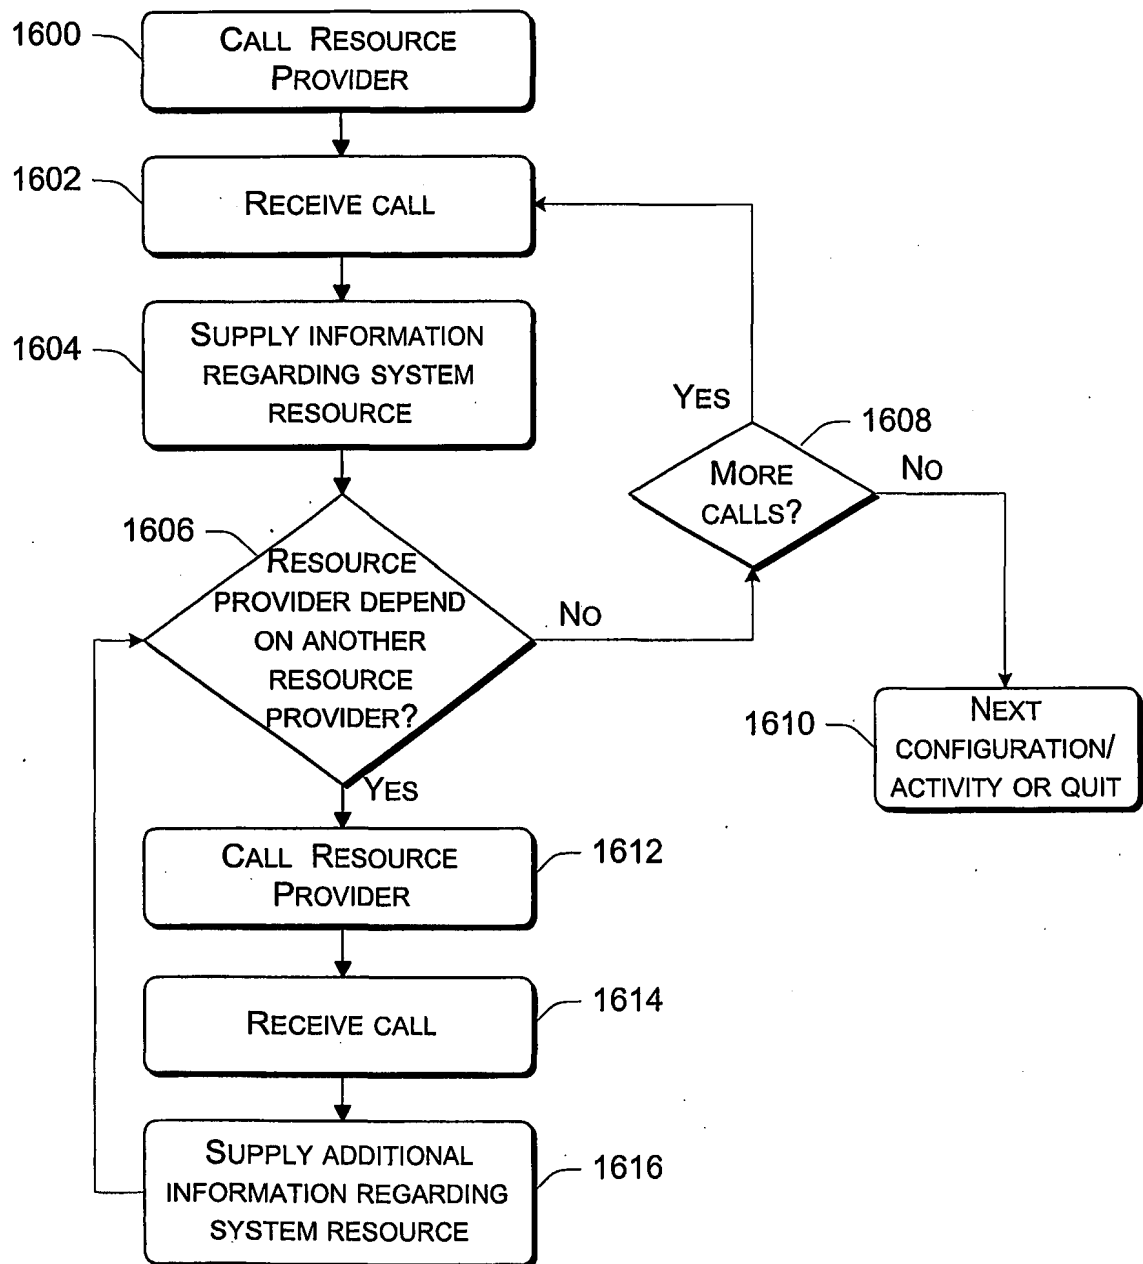 1600
CALL RESOURCE
PROVIDER
1602
RECEIVE CALL
1604
SUPPLY INFORMATION
REGARDING SYSTEM
RESOURCE
1606
RESOURCE
PROVIDER DEPEND
ON ANOTHER
RESOURCE
PROVIDER?
NO
YES
1608
MORE
CALLS?
YES
NO
1610
NEXT
CONFIGURATION/
ACTIVITY OR QUIT
CALL RESOURCE
PROVIDER
1612
RECEIVE CALL
1614
SUPPLY ADDITIONAL
INFORMATION REGARDING
SYSTEM RESOURCE
1616